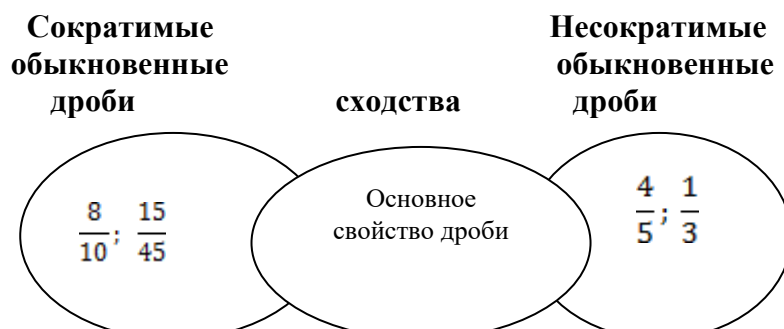 Сократимые
обыкновенные
дроби
сходства
Несократимые
обыкновенные
дроби
8/10; 15/45
Основное
свойство дроби
4/5; 1/3